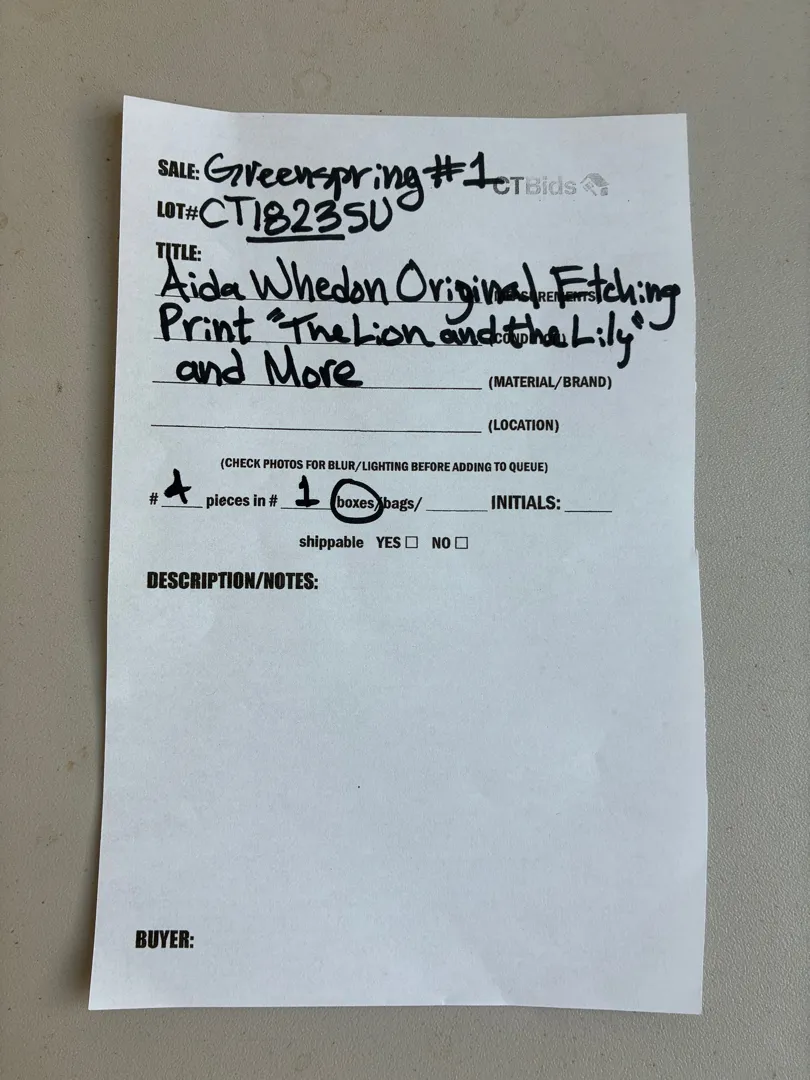 SALE: Greenspring #1
CTBids
LOT# CT18235U
TITLE:
Aida Whedon Original Etching (MEASUREMENTS)
Print "The Lion and the Lily" (CONDITION)
and More (MATERIAL/BRAND)
(LOCATION)
(CHECK PHOTOS FOR BLUR/LIGHTING BEFORE ADDING TO QUEUE)
# 4 pieces in # 1 boxes/bags/ INITIALS:
shippable YES ☐ NO ☐
DESCRIPTION/NOTES:
BUYER: